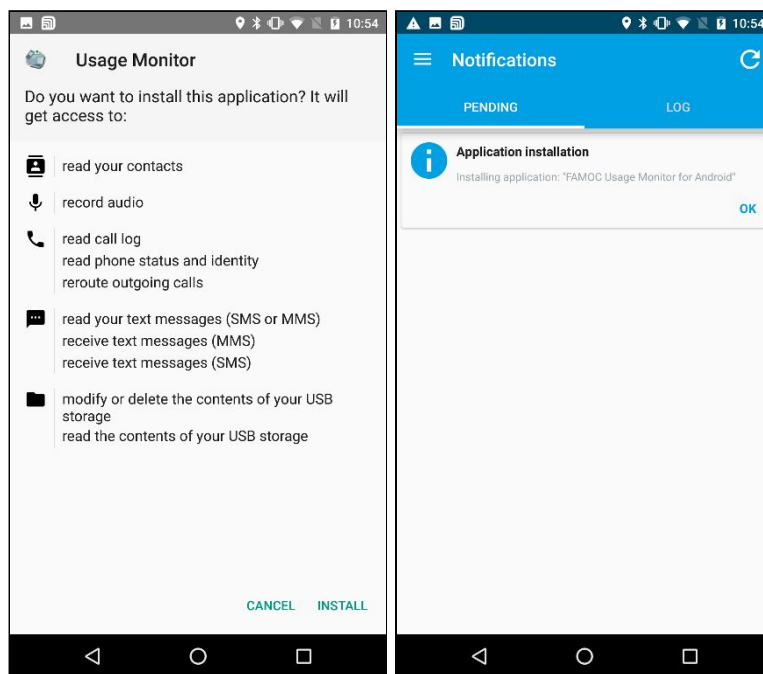 10:54
Usage Monitor
Do you want to install this application? It will
get access to:
read your contacts
record audio
read call log
read phone status and identity
reroute outgoing calls
read your text messages (SMS or MMS)
receive text messages (MMS)
receive text messages (SMS)
modify or delete the contents of your USB
storage
read the contents of your USB storage
CANCEL INSTALL
10:54
Notifications
PENDING LOG
Application installation
Installing application: "FAMOC Usage Monitor for Android"
OK